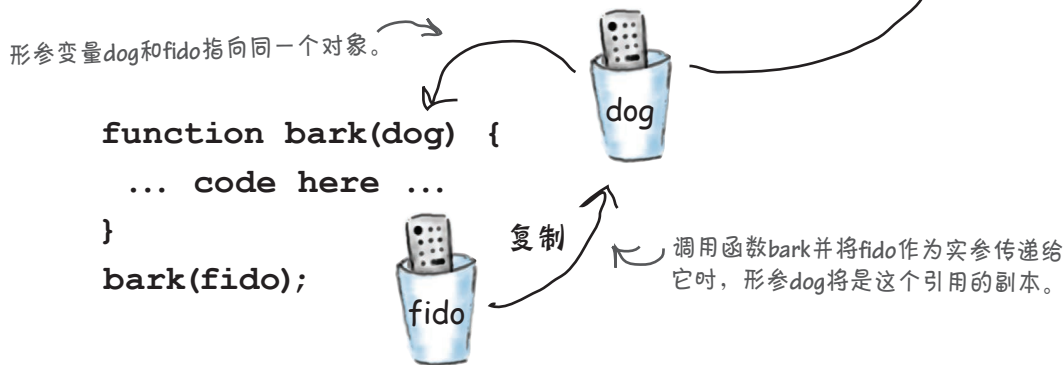 形参变量dog和fido指向同一个对象。
dog
function bark(dog) {
... code here ...
}
bark(fido);
fido
复制
调用函数bark并将fido作为实参传递给
它时，形参dog将是这个引用的副本。